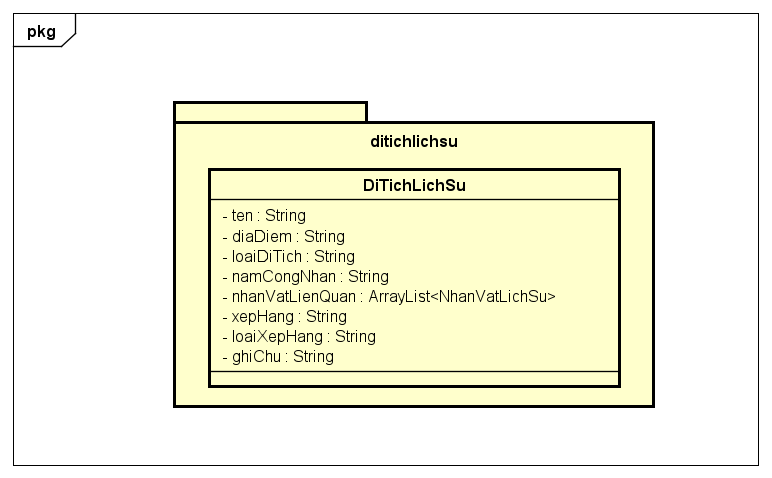 pkg
ditichlichsu
DiTichLichSu
- ten : String
- diaDiem : String
- loaiDiTich : String
- namCongNhan : String
- nhanVatLienQuan : ArrayList<NhanVatLichSu>
- xepHang : String
- loaiXepHang : String
- ghiChu : String